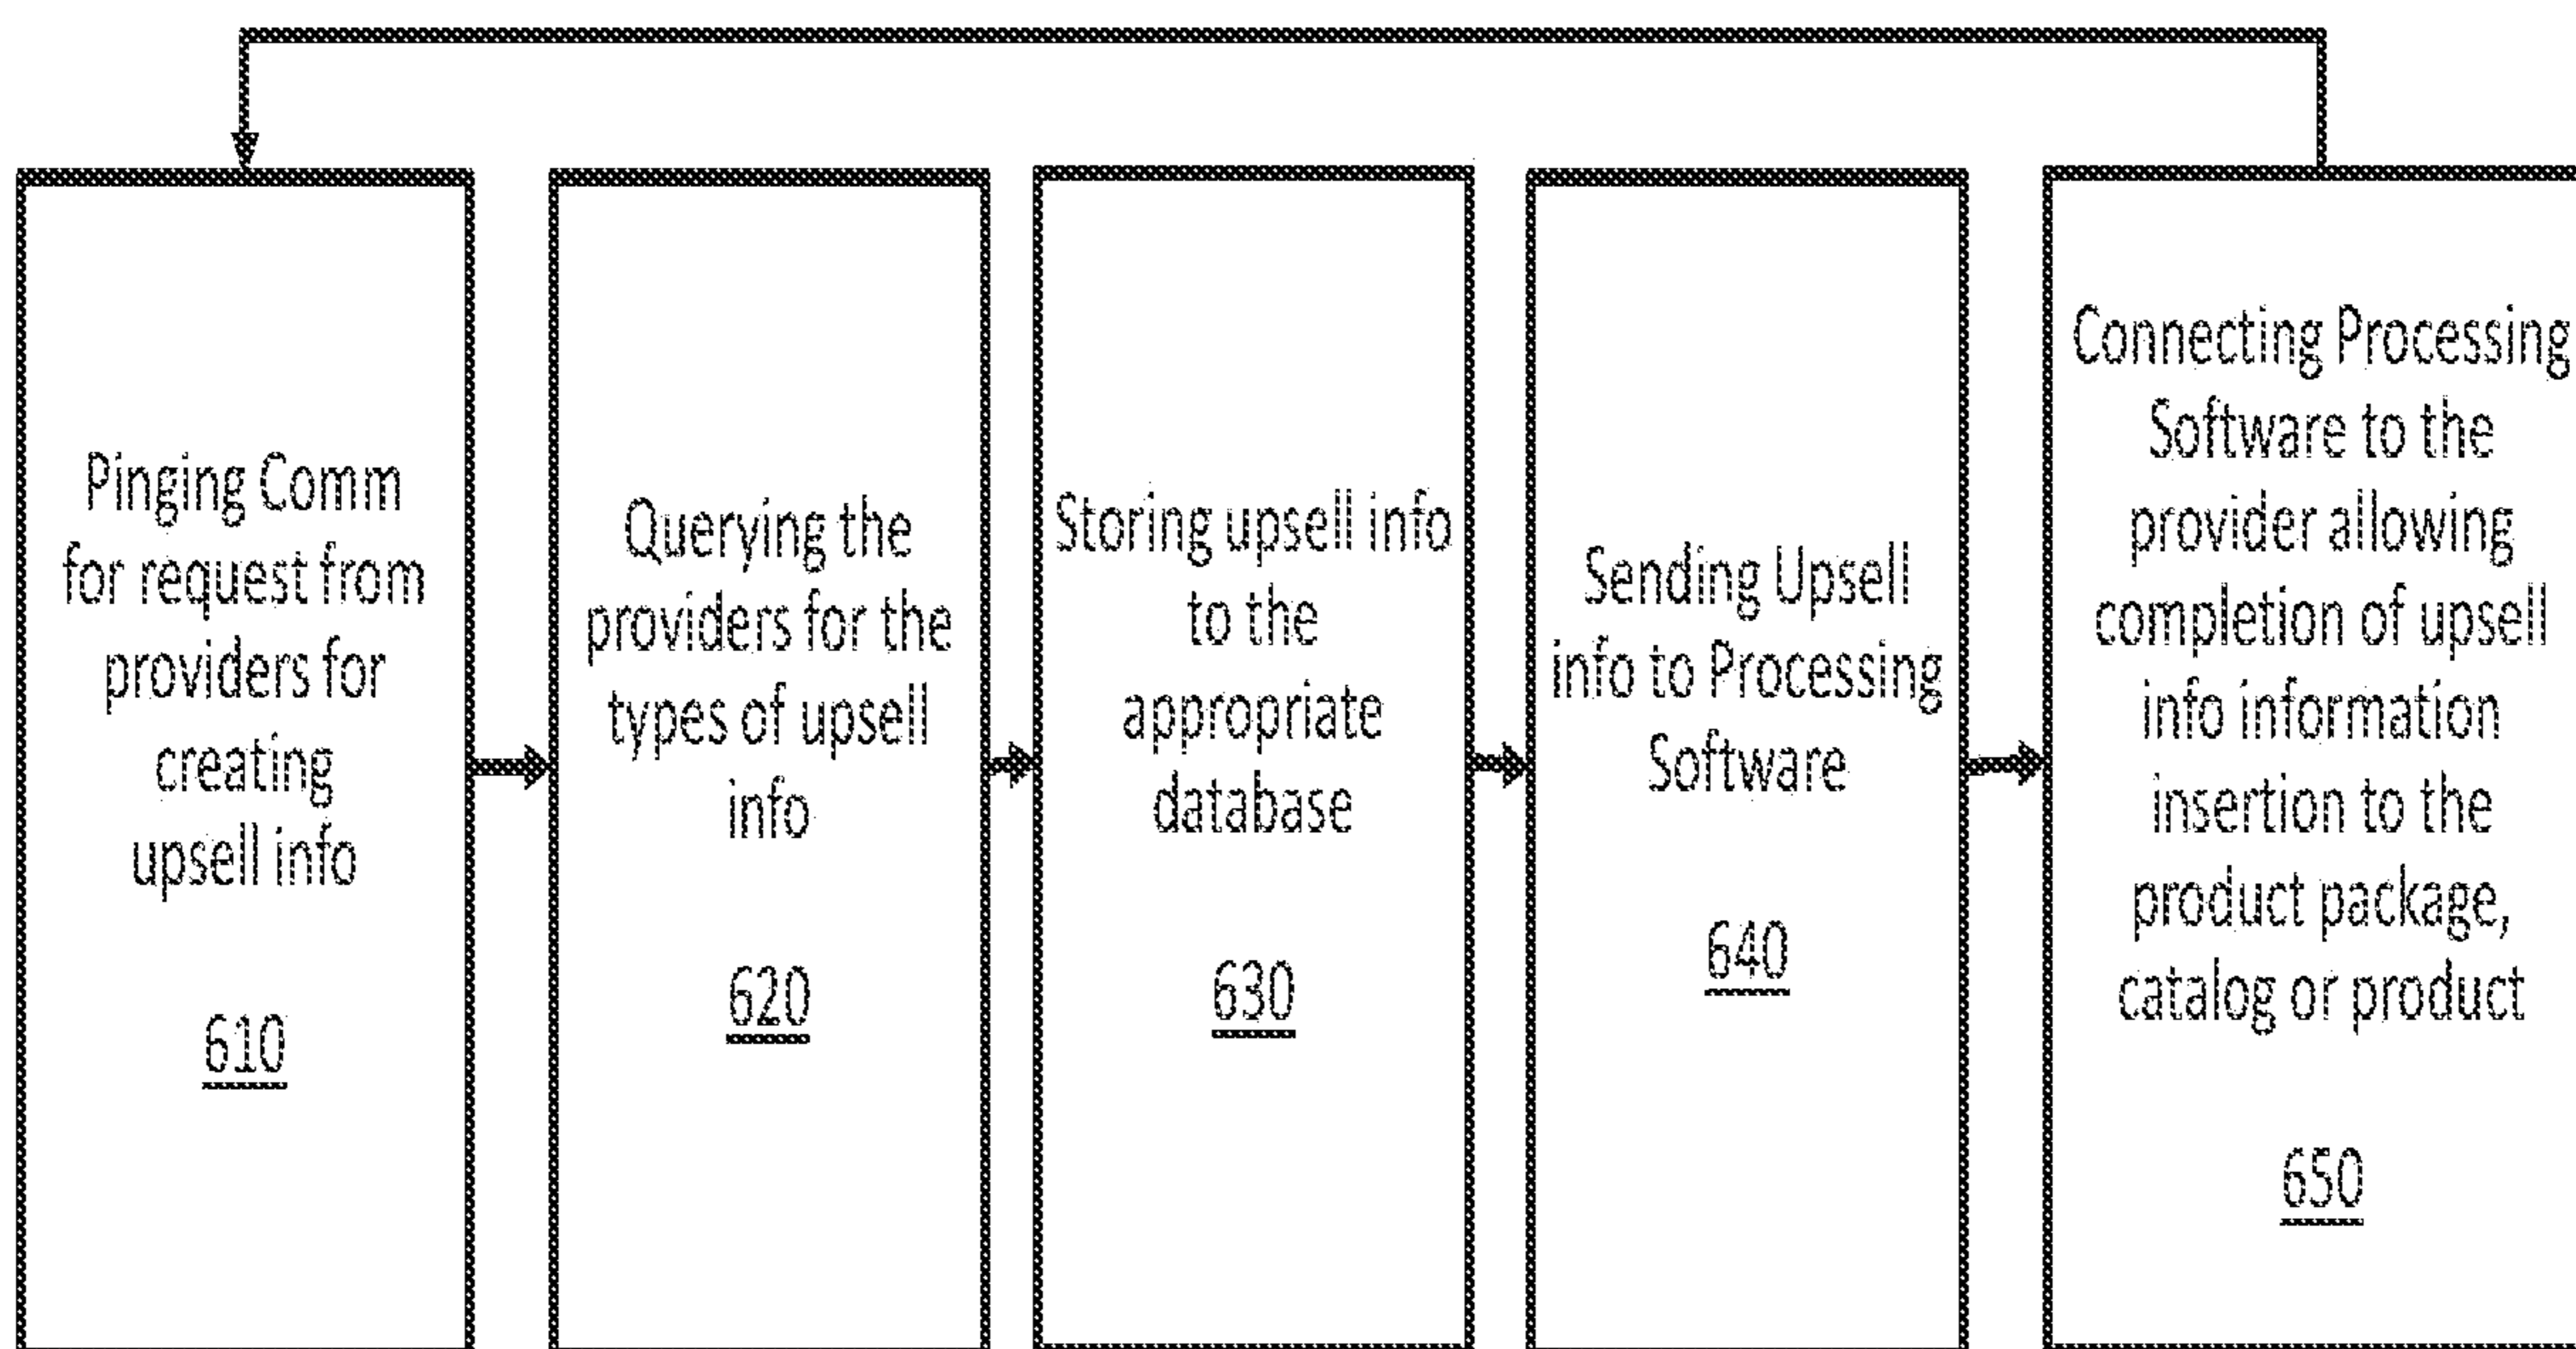 Pinging Comm
for request from
providers for
creating
upsell info
610
Querying the
providers for the
types of upsell
info
620
Storing upsell info
to the
appropriate
database
630
Sending Upsell
info to Processing
Software
640
Connecting Processing
Software to the
provider allowing
completion of upsell
info information
insertion to the
product package,
catalog or product
650